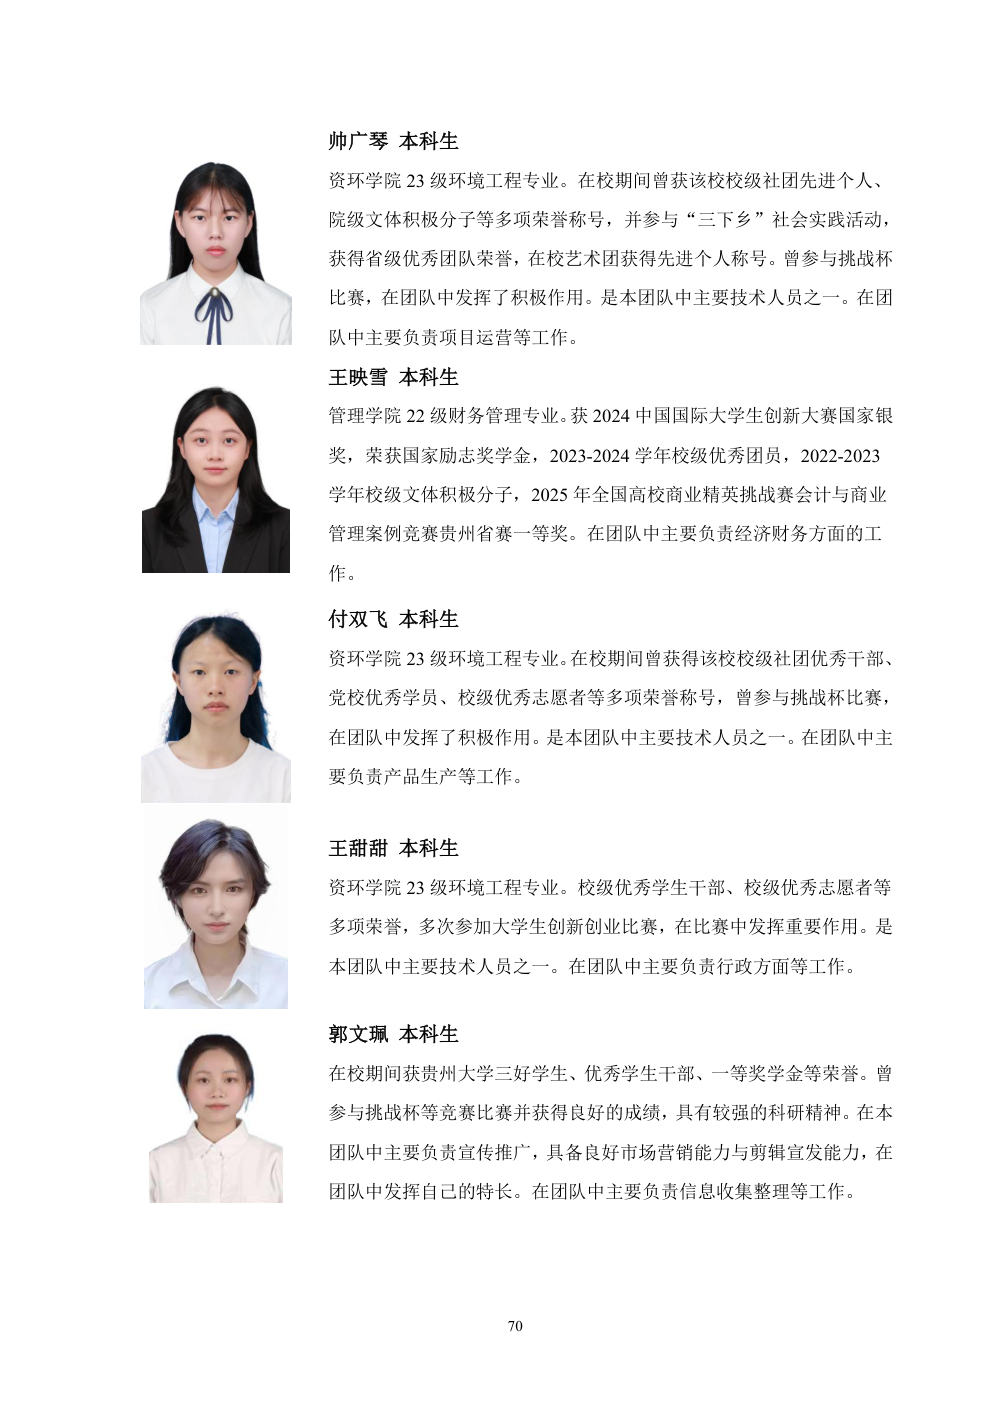 帅广琴 本科生
资环学院 23 级环境工程专业。在校期间曾获该校校级社团先进个人、
院级文体积极分子等多项荣誉称号，并参与“三下乡”社会实践活动，
获得省级优秀团队荣誉，在校艺术团获得先进个人称号。曾参与挑战杯
比赛，在团队中发挥了积极作用。是本团队中主要技术人员之一。在团
队中主要负责项目运营等工作。
王映雪 本科生
管理学院 22 级财务管理专业。获 2024 中国国际大学生创新大赛国家银
奖，荣获国家励志奖学金，2023-2024 学年校级优秀团员，2022-2023
学年校级文体积极分子，2025 年全国高校商业精英挑战赛会计与商业
管理案例竞赛贵州省赛一等奖。在团队中主要负责经济财务方面的工
作。
付双飞 本科生
资环学院 23 级环境工程专业。在校期间曾获得该校校级社团优秀干部、
党校优秀学员、校级优秀志愿者等多项荣誉称号，曾参与挑战杯比赛，
在团队中发挥了积极作用。是本团队中主要技术人员之一。在团队中主
要负责产品生产等工作。
王甜甜 本科生
资环学院 23 级环境工程专业。校级优秀学生干部、校级优秀志愿者等
多项荣誉，多次参加大学生创新创业比赛，在比赛中发挥重要作用。是
本团队中主要技术人员之一。在团队中主要负责行政方面等工作。
郭文珮 本科生
在校期间获贵州大学三好学生、优秀学生干部、一等奖学金等荣誉。曾
参与挑战杯等竞赛比赛并获得良好的成绩，具有较强的科研精神。在本
团队中主要负责宣传推广，具备良好市场营销能力与剪辑宣发能力，在
团队中发挥自己的特长。在团队中主要负责信息收集整理等工作。
70